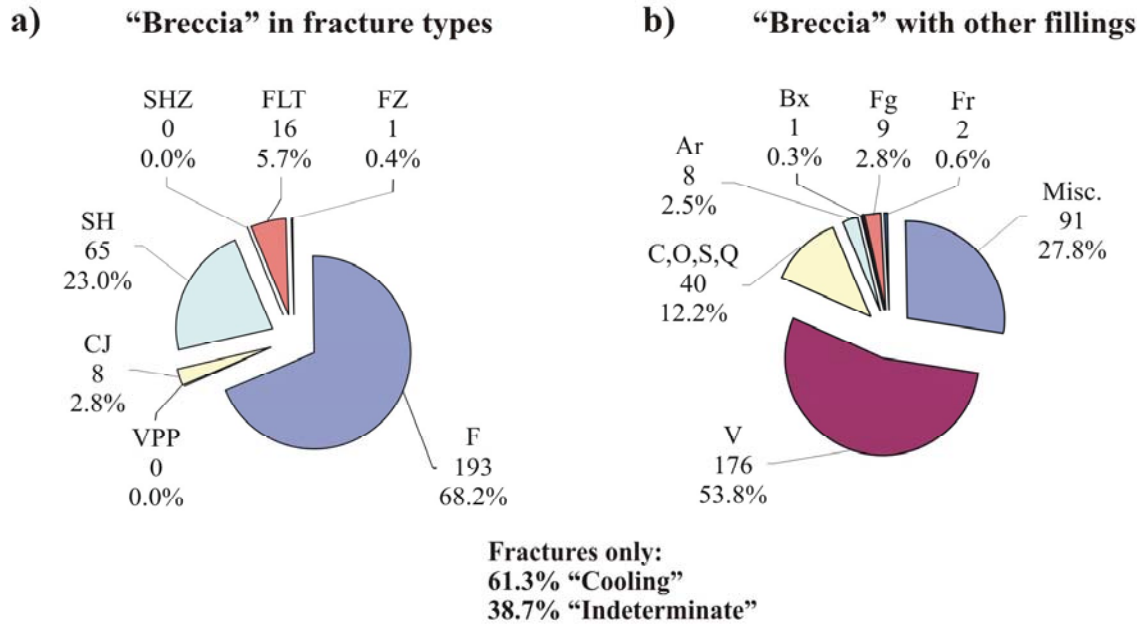 a) “Breccia” in fracture types
SHZ
0
0.0%
FLT
16
5.7%
FZ
1
0.4%
SH
65
23.0%
CJ
8
2.8%
VPP
0
0.0%
F
193
68.2%
b) “Breccia” with other fillings
Bx
1
0.3%
Fg
9
2.8%
Fr
2
0.6%
Ar
8
2.5%
Misc.
91
27.8%
C,O,S,Q
40
12.2%
V
176
53.8%
Fractures only:
61.3% “Cooling”
38.7% “Indeterminate”